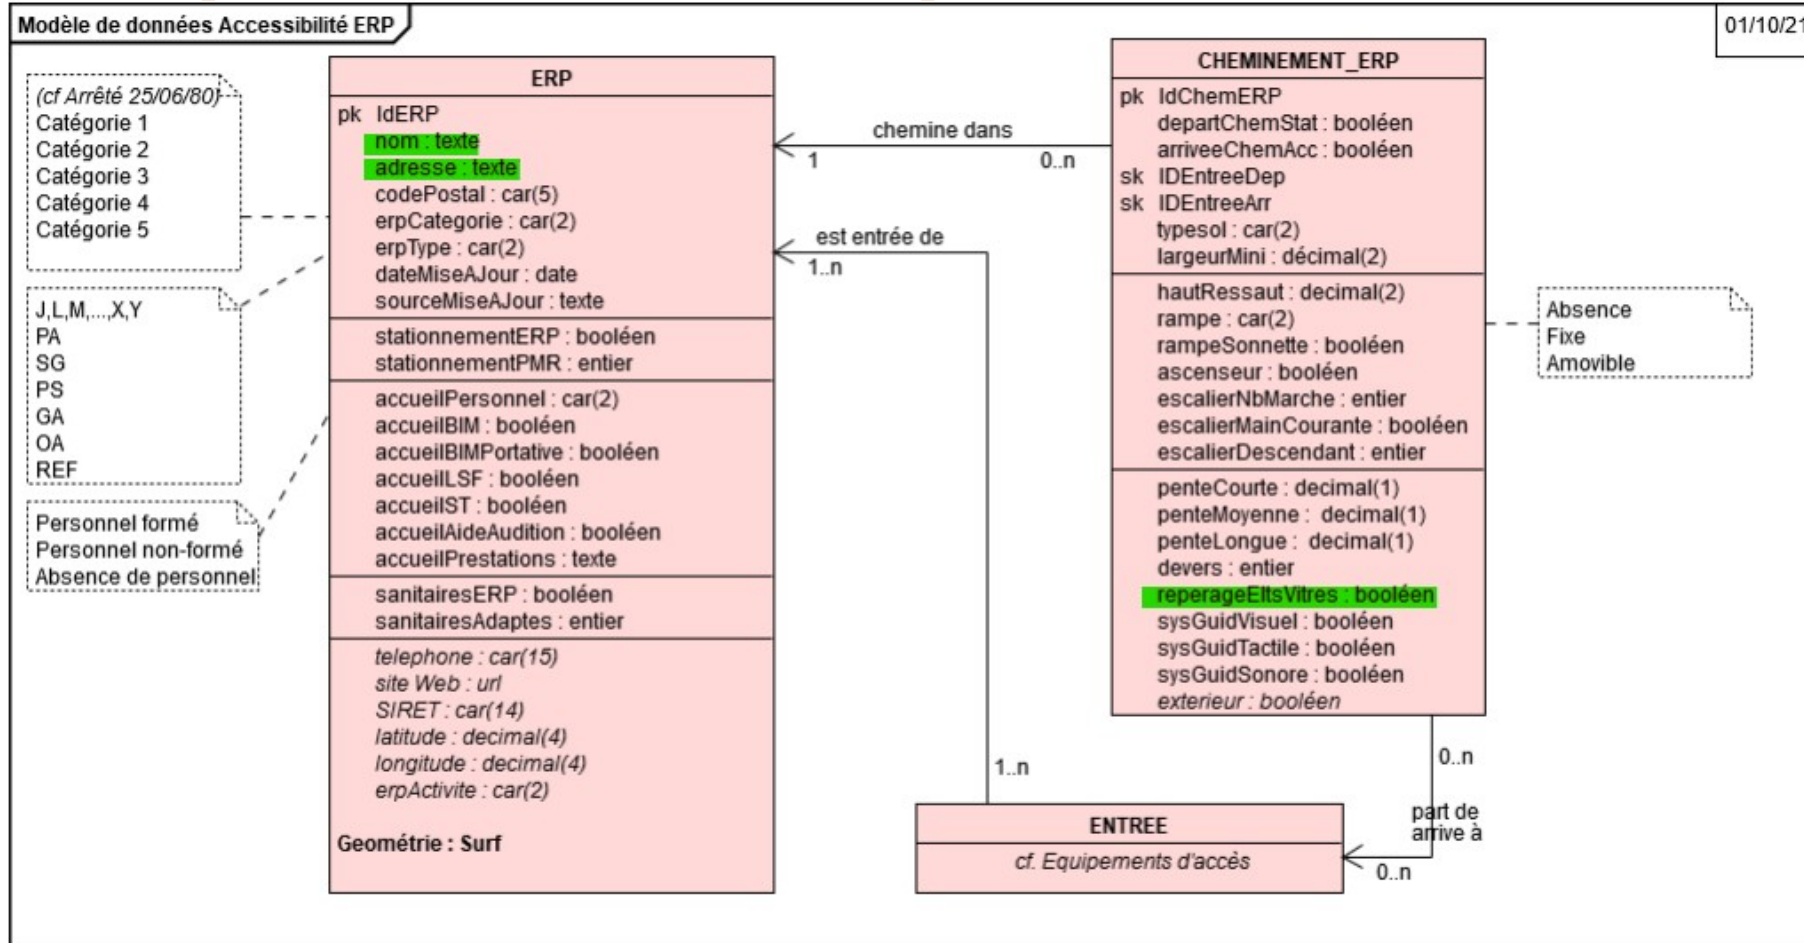 Modèle de données Accessibilité ERP
01/10/21
(cf Arrêté 25/06/80)
Catégorie 1
Catégorie 2
Catégorie 3
Catégorie 4
Catégorie 5
J,L,M,...,X,Y
PA
SG
PS
GA
OA
REF
Personnel formé
Personnel non-formé
Absence de personnel
ERP
pk IdERP
nom : texte
adresse : texte
codePostal : car(5)
erpCategorie : car(2)
erpType : car(2)
dateMiseAJour : date
sourceMiseAJour : texte
stationnementERP : booléen
stationnementPMR : entier
accueilPersonnel : car(2)
accueilBIM : booléen
accueilBIMPortative : booléen
accueilLSF : booléen
accueilST : booléen
accueilAideAudition : booléen
accueilPrestations : texte
sanitairesERP : booléen
sanitairesAdaptes : entier
telephone : car(15)
site Web : url
SIRET : car(14)
latitude : decimal(4)
longitude : decimal(4)
erpActivite : car(2)
Geométrie : Surf
chemine dans
1
0..n
est entrée de
1..n
1..n
CHEMINEMENT_ERP
pk IdChemERP
departChemStat : booléen
arriveeChemAcc : booléen
sk IDEntreeDep
sk IDEntreeArr
typesol : car(2)
largeurMini : décimal(2)
hautRessaut : decimal(2)
rampe : car(2)
rampeSonnette : booléen
ascenseur : booléen
escalierNbMarche : entier
escalierMainCourante : booléen
escalierDescendant : entier
penteCourte : decimal(1)
penteMoyenne : decimal(1)
penteLongue : decimal(1)
devers : entier
reperageEltsVitres : booléen
sysGuidVisuel : booléen
sysGuidTactile : booléen
sysGuidSonore : booléen
exterieur : booléen
Absence
Fixe
Amovible
0..n
part de
arrive à
0..n
ENTREE
cf. Equipements d'accès